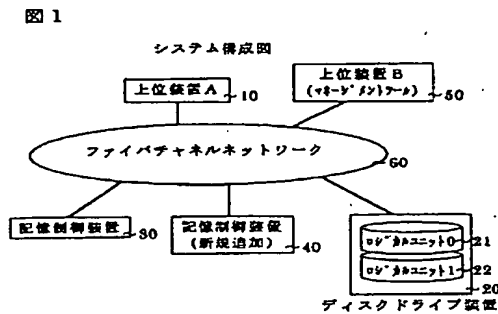 図 1
システム構成図
上位装置A
10
上位装置B
(マネージメントツール)
50
ファイバチャネルネットワーク
60
記憶制御装置
30
記憶制御装置
(新規追加)
40
ロジカルユニット0
21
ロジカルユニット1
22
20
ディスクドライブ装置